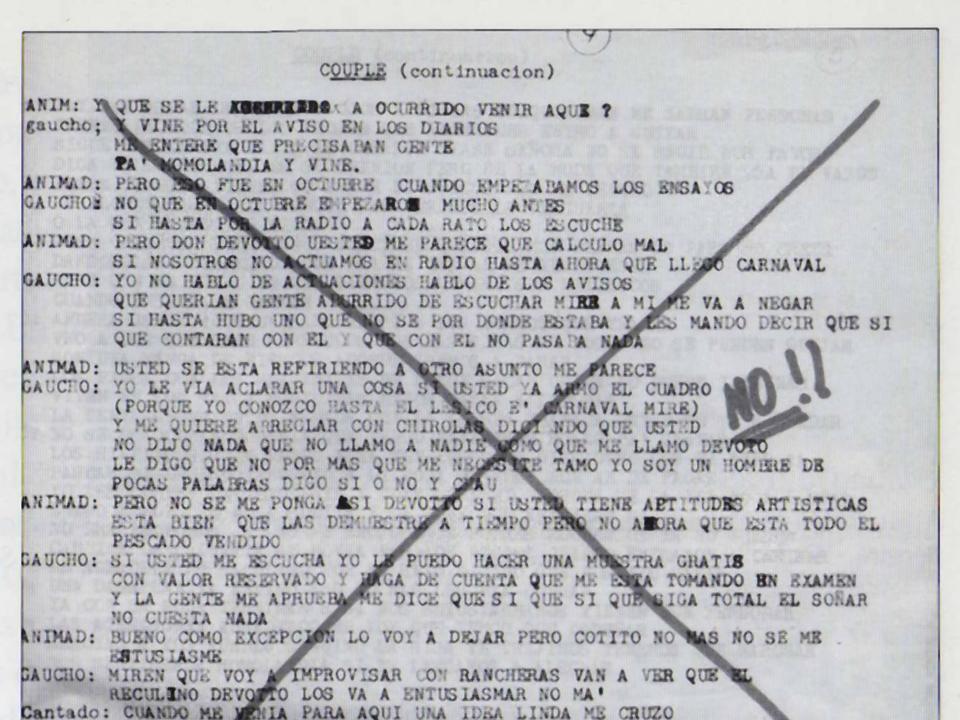 4
COUPLE (continuacion)
ANIM: Y QUE SE LE A OCURRIDO VENIR AQUI ?
gaucho; Y VINE POR EL AVISO EN LOS DIARIOS
ME ENTERE QUE PRECISABAN GENTE
PA' MOMOLANDIA Y VINE.
ANIMAD: PERO ESO FUE EN OCTUBRE CUANDO EMPEZABAMOS LOS ENSAYOS
GAUCHO: NO QUE EN OCTUBRE EMPEZAROS MUCHO ANTES
SI HASTA POR LA RADIO A CADA RATO LOS ESCUCHE
ANIMAD: PERO DON DEVOTTO UESTED ME PARECE QUE CALCULO MAL
SI NOSOTROS NO ACTUAMOS EN RADIO HASTA AHORA QUE LLEGO CARNAVAL
GAUCHO: YO NO HABLO DE ACTUACIONES HABLO DE LOS AVISOS
QUE QUERIAN GENTE ABURRIDO DE ESCUCHAR MIRE A MI ME VA A NEGAR
SI HASTA HUBO UNO QUE NO SE POR DONDE ESTABA Y LES MANDO DECIR QUE SI
QUE CONTARAN CON EL Y QUE CON EL NO PASABA NADA
ANIMAD: USTED SE ESTA REFIRIENDO A OTRO ASUNTO ME PARECE
GAUCHO: YO LE VIA ACLARAR UNA COSA SI USTED YA ARMO EL CUADRO
(PORQUE YO CONOZCO HASTA EL LESICO E' CARNAVAL MIRE)
Y ME QUIERE ARREGLAR CON CHIROLAS DICI NDO QUE USTED
NO!!
NO DIJO NADA QUE NO LLAMO A NADIE COMO QUE ME LLAMO DEVOTO
LE DIGO QUE NO POR MAS QUE ME NECESITE TAMO YO SOY UN HOMBRE DE
POCAS PALABRAS DIGO SI O NO Y CHAU
ANIMAD: PERO NO SE ME PONGA ASI DEVOTTO SI USTED TIENE APTITUDES ARTISTICAS
ESTA BIEN QUE LAS DEMUESTRE A TIEMPO PERO NO AHORA QUE ESTA TODO EL
PESCADO VENDIDO
GAUCHO: SI USTED ME ESCUCHA YO LE PUEDO HACER UNA MUESTRA GRATIS
CON VALOR RESERVADO Y HAGA DE CUENTA QUE ME ESTA TOMANDO UN EXAMEN
Y LA GENTE ME APRUEBA ME DICE QUE SI QUE SI QUE SIGA TOTAL EL SOÑAR
NO CUESTA NADA
ANIMAD: BUENO COMO EXCEPCION LO VOY A DEJAR PERO COTITO NO MAS NO SE ME
ESTUSIASME
GAUCHO: MIREN QUE VOY A IMPROVISAR CON RANCHERAS VAN A VER QUE EL
RECULINO DEVOTTO LOS VA A ENTUSIASMAR NO MA'
Cantado: CUANDO ME VENIA PARA AQUI UNA IDEA LINDA ME CRUZO